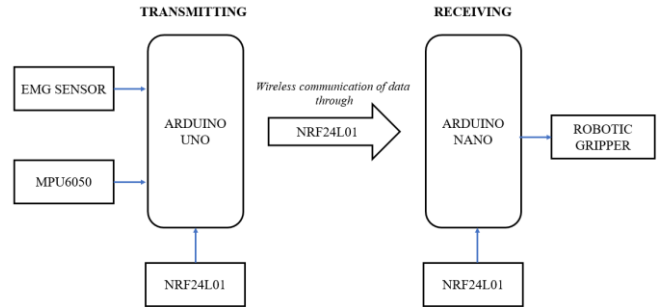 TRANSMITTING
RECEIVING
EMG SENSOR
MPU6050
ARDUINO
UNO
NRF24L01
Wireless communication of data
through
NRF24L01
ARDUINO
NANO
NRF24L01
ROBOTIC
GRIPPER